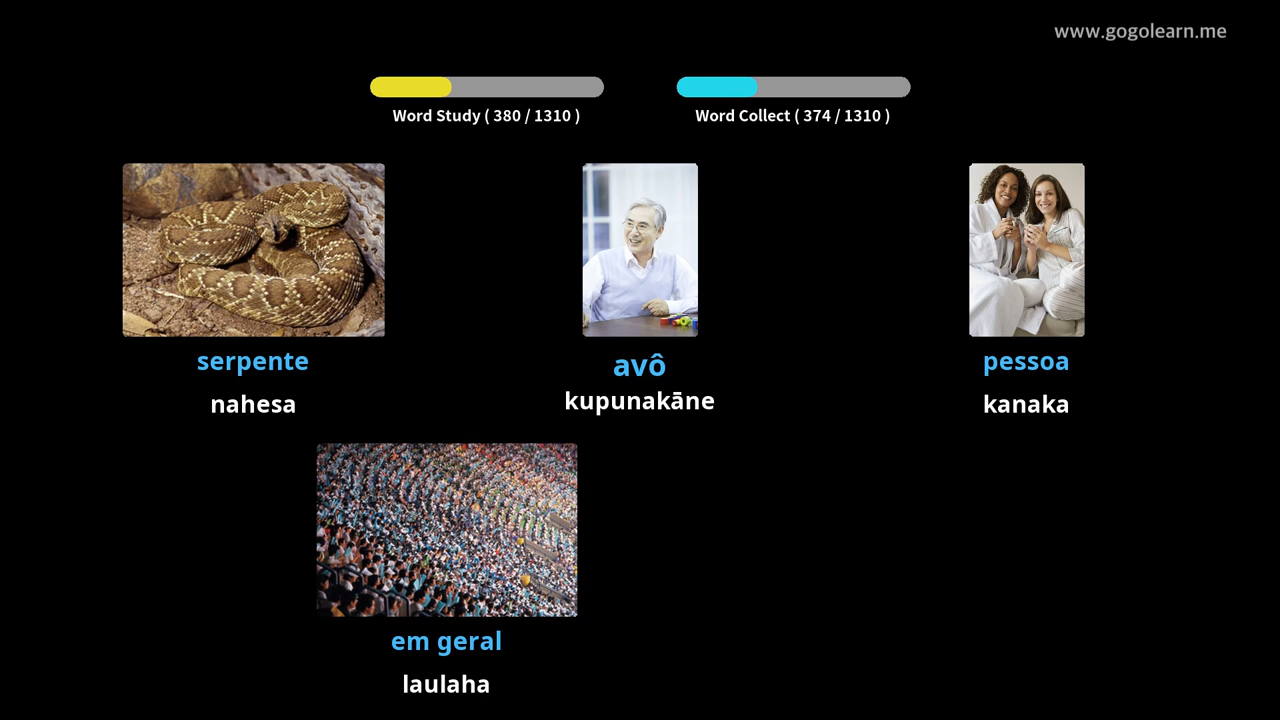 www.gogolearn.me
Word Study ( 380 / 1310 )
Word Collect ( 374 / 1310 )
serpente
nahesa
avô
kupunakāne
pessoa
kanaka
em geral
laulaha